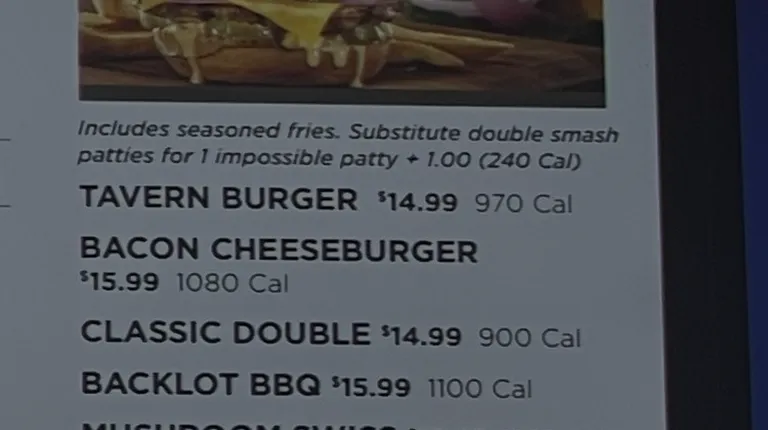 Includes seasoned fries. Substitute double smash
patties for 1 impossible patty + 1.00 (240 Cal)
TAVERN BURGER $14.99 970 Cal
BACON CHEESEBURGER
$15.99 1080 Cal
CLASSIC DOUBLE $14.99 900 Cal
BACKLOT BBQ $15.99 1100 Cal